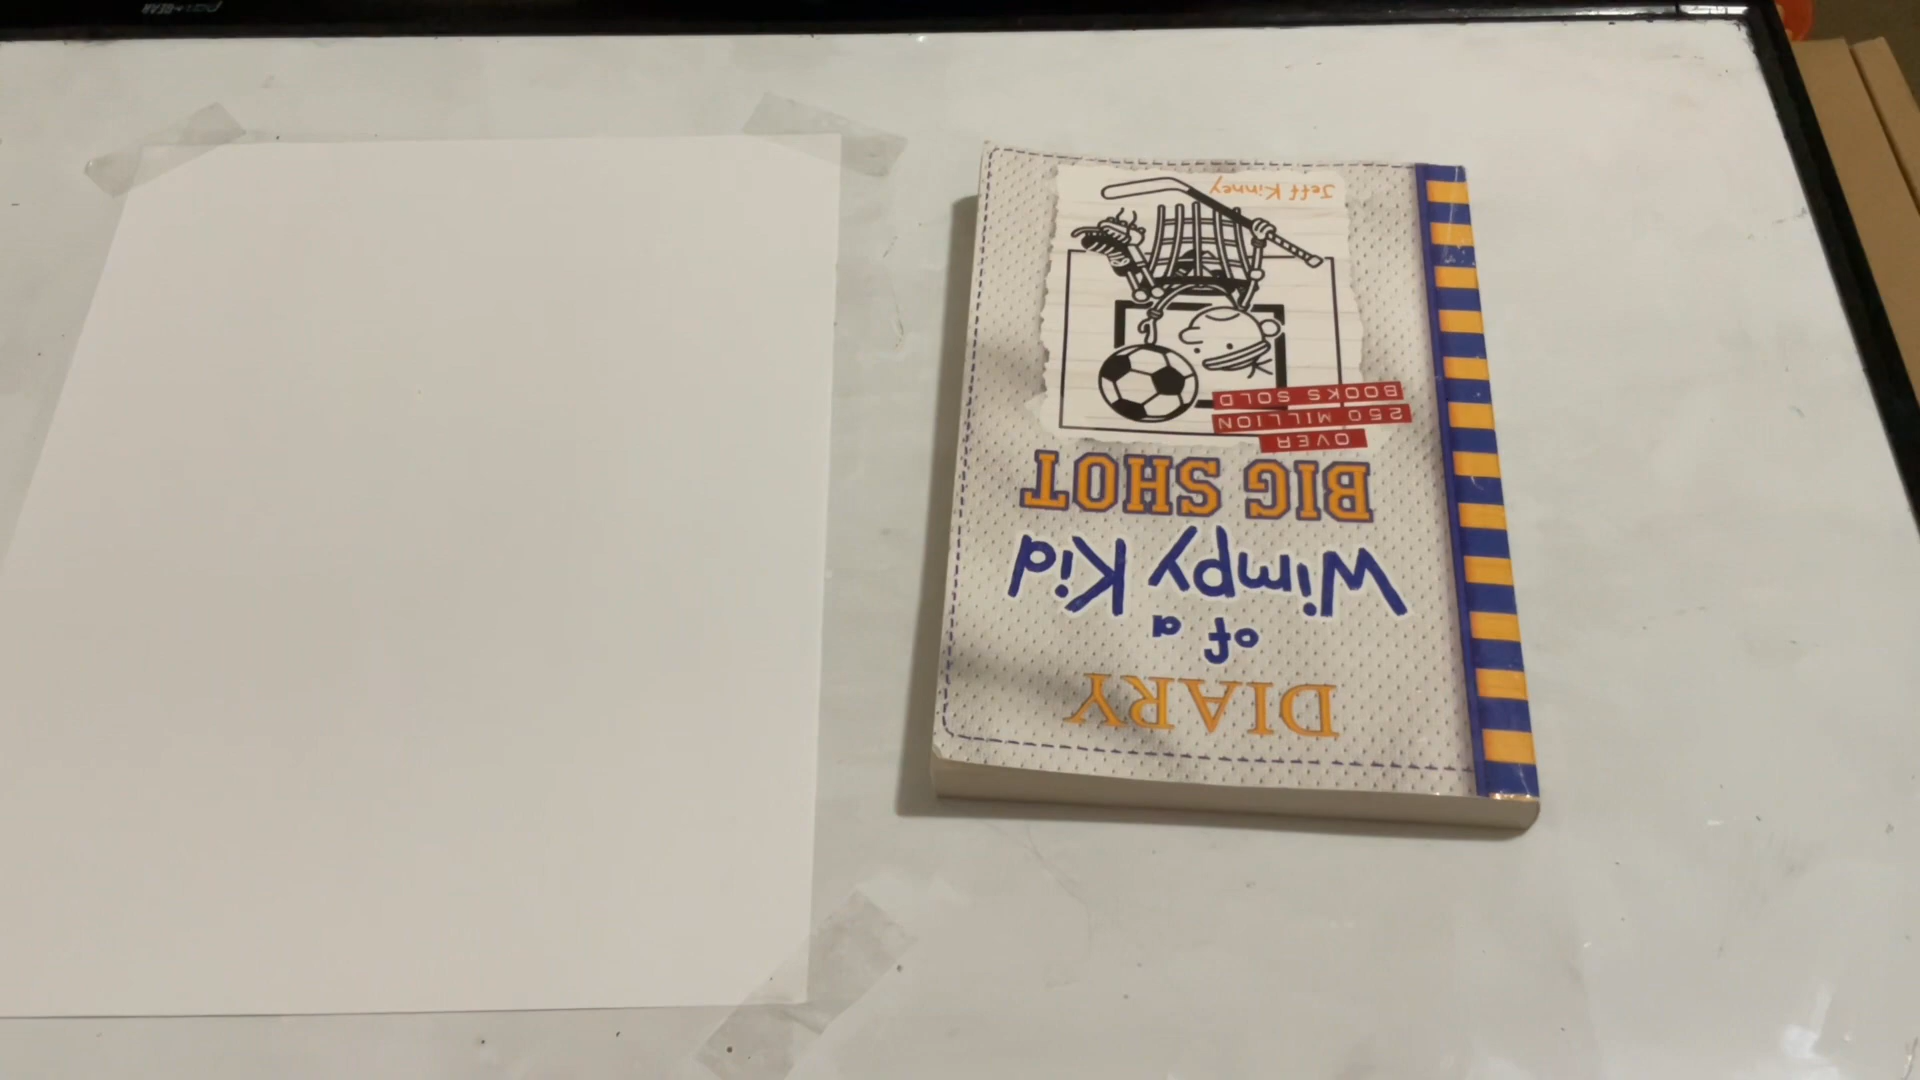 DIARY
of a
Wimpy Kid
BIG SHOT
OVER
250 MILLION
BOOKS SOLD
Jeff Kinney